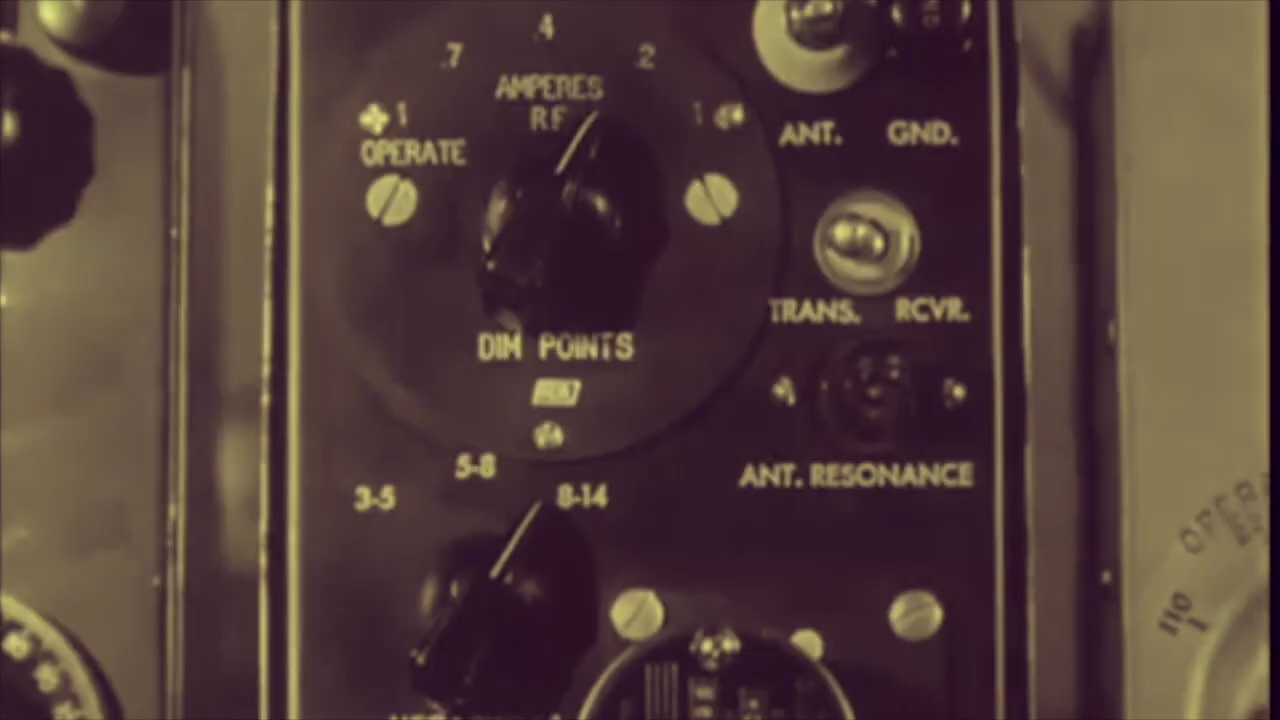 .4
.7 .2
AMPERES
RF
1 1
OPERATE
ANT. GND.
TRANS. RCVR.
DIM POINTS
5-8
3-5 8-14
ANT. RESONANCE
110